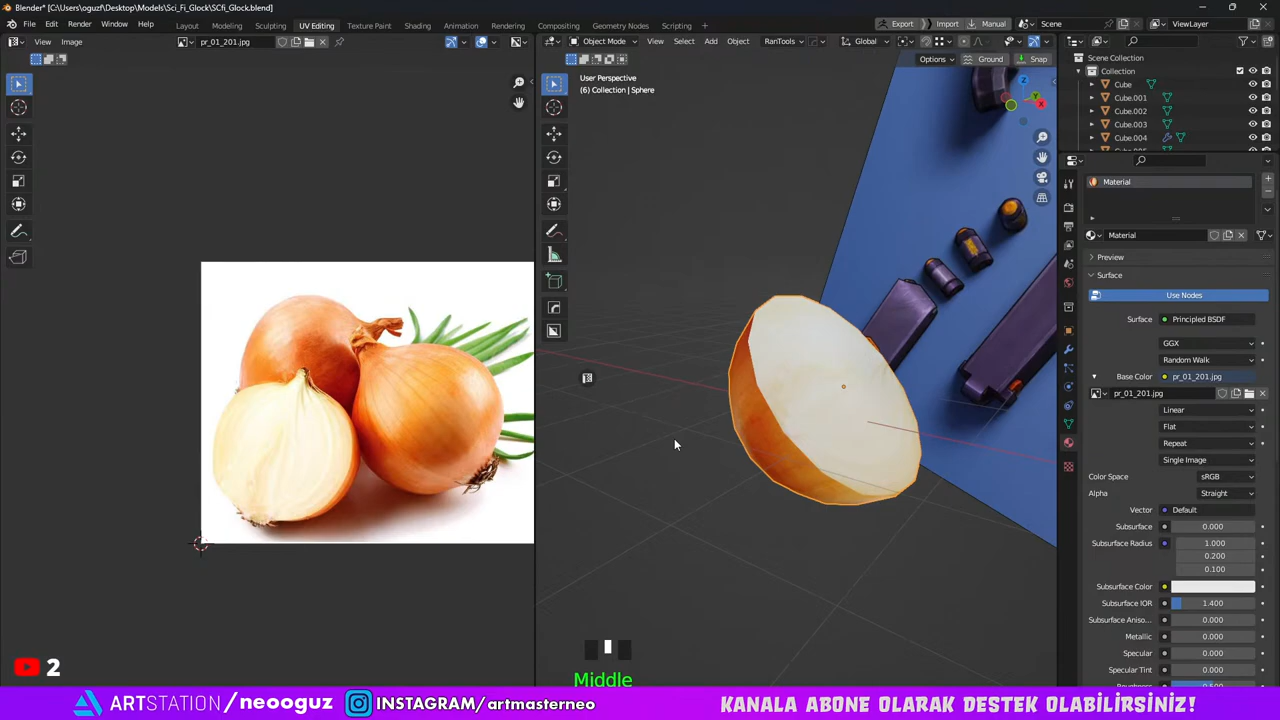 Blender* [C:\Users\oguzf\Desktop\Models\Sci_Fi_Glock\SCfi_Glock.blend]
File Edit Render Window Help Layout Modeling Sculpting UV Editing Texture Paint Shading Animation Rendering Compositing Geometry Nodes Scripting Export Import Manual Scene ViewLayer
View Image pr_01_201.jpg Object Mode View Select Add Object RanTools Global
Options Ground Snap
User Perspective
(6) Collection | Sphere
Scene Collection
Collection
Cube
Cube.001
Cube.002
Cube.003
Cube.004
Material
Material
Preview
Surface
Use Nodes
Surface Principled BSDF
GGX
Random Walk
Base Color pr_01_201.jpg
pr_01_201.jpg
Linear
Flat
Repeat
Single Image
Color Space sRGB
Alpha Straight
Vector Default
Subsurface 0.000
Subsurface Radius 1.000
0.200
0.100
Subsurface Color
Subsurface IOR 1.400
Subsurface Aniso... 0.000
Metallic 0.000
Specular 0.000
Specular Tint 0.000
Roughness 0.500
Z
Y
X
Middle
2
ARTSTATION/neooguz INSTAGRAM/artmasterneo KANALA ABONE OLARAK DESTEK OLABİLİRSİNİZ!